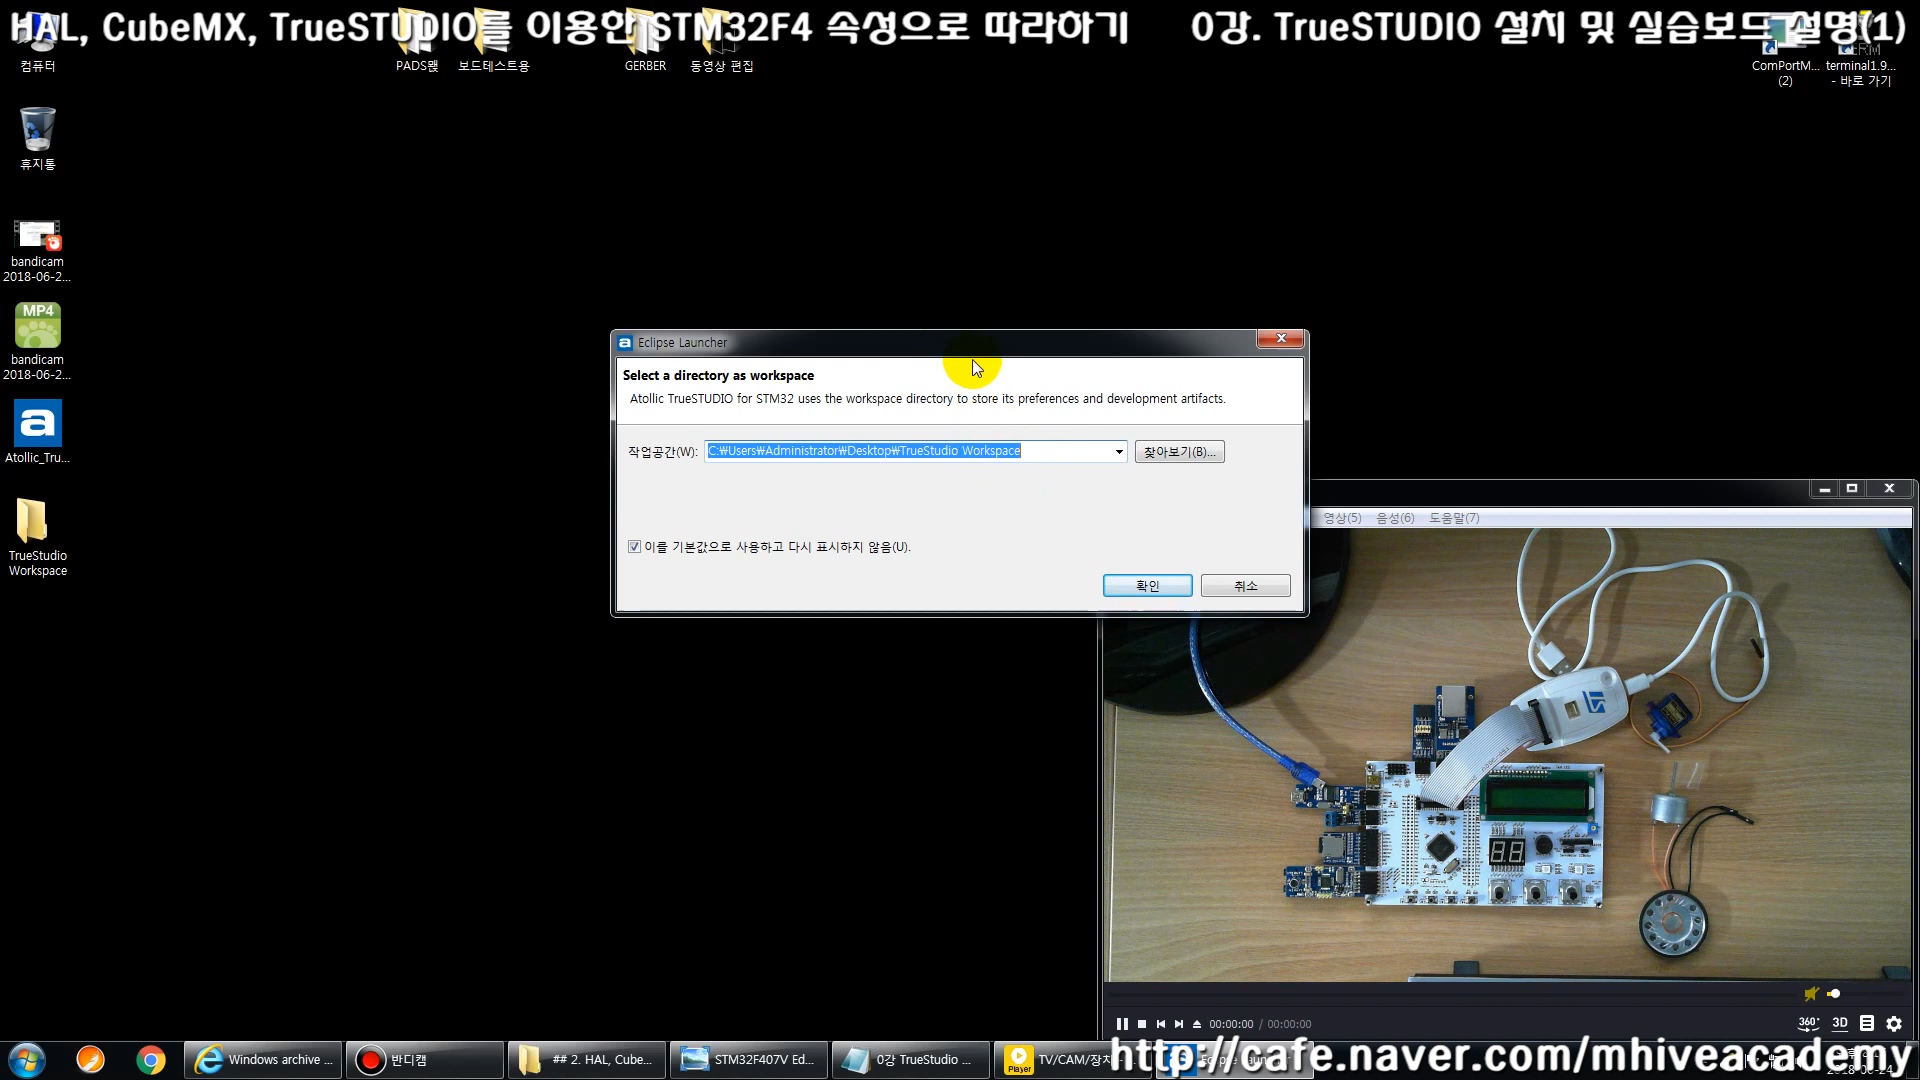 HAL, CubeMX, TrueSTUDIO를 이용한 STM32F4 속성으로 따라하기
0강. TrueSTUDIO 설치 및 실습보드 설명(1)
컴퓨터
PADS팸
보드테스트용
GERBER
동영상 편집
ComPortM...
(2)
terminal1.9...
- 바로 가기
휴지통
bandicam
2018-06-2...
MP4
bandicam
2018-06-2...
a
Atollic_Tru...
TrueStudio
Workspace
a Eclipse Launcher
Select a directory as workspace
Atollic TrueSTUDIO for STM32 uses the workspace directory to store its preferences and development artifacts.
작업공간(W): C:₩Users₩Administrator₩Desktop₩TrueStudio Workspace 찾아보기(B)...
이를 기본값으로 사용하고 다시 표시하지 않음(U).
확인 취소
영상(5) 음성(6) 도움말(7)
88
00:00:00 / 00:00:00
360° 3D
Windows archive ...
반디캠
## 2. HAL, Cube...
STM32F407V Ed...
0강 TrueStudio ...
Player
TV/CAM/장치
http://cafe.naver.com/mhiveacademy